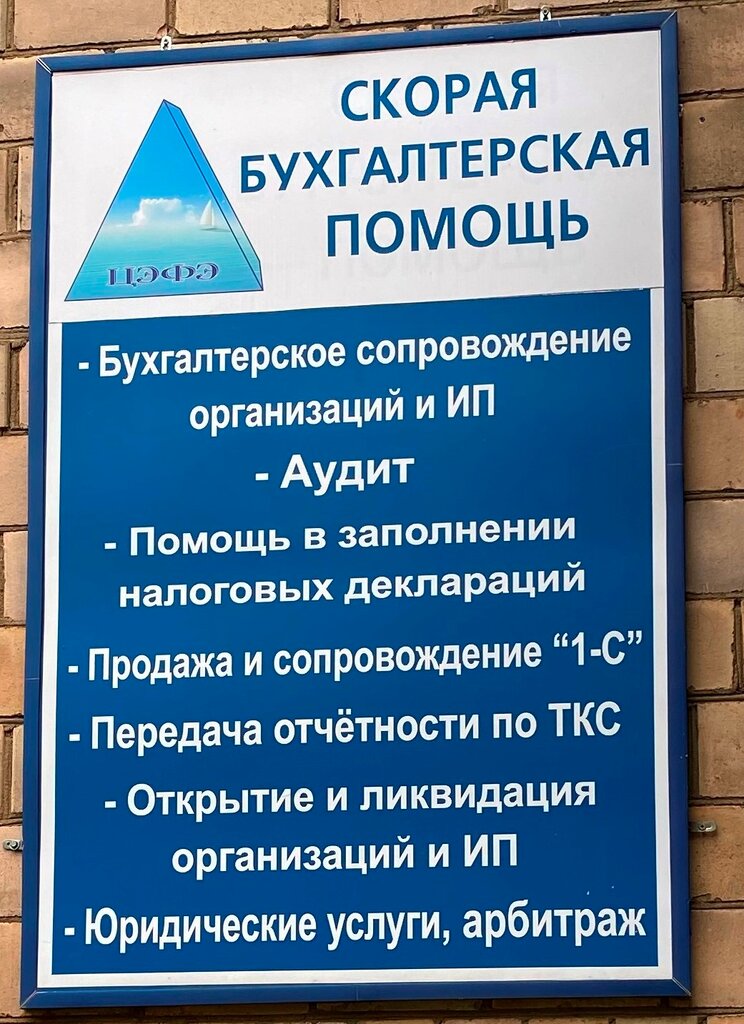 СКОРАЯ
БУХГАЛТЕРСКАЯ
ПОМОЩЬ
ЦЭФЭ
- Бухгалтерское сопровождение
организаций и ИП
- Аудит
- Помощь в заполнении
налоговых деклараций
- Продажа и сопровождение “1-С”
- Передача отчётности по ТКС
- Открытие и ликвидация
организаций и ИП
- Юридические услуги, арбитраж